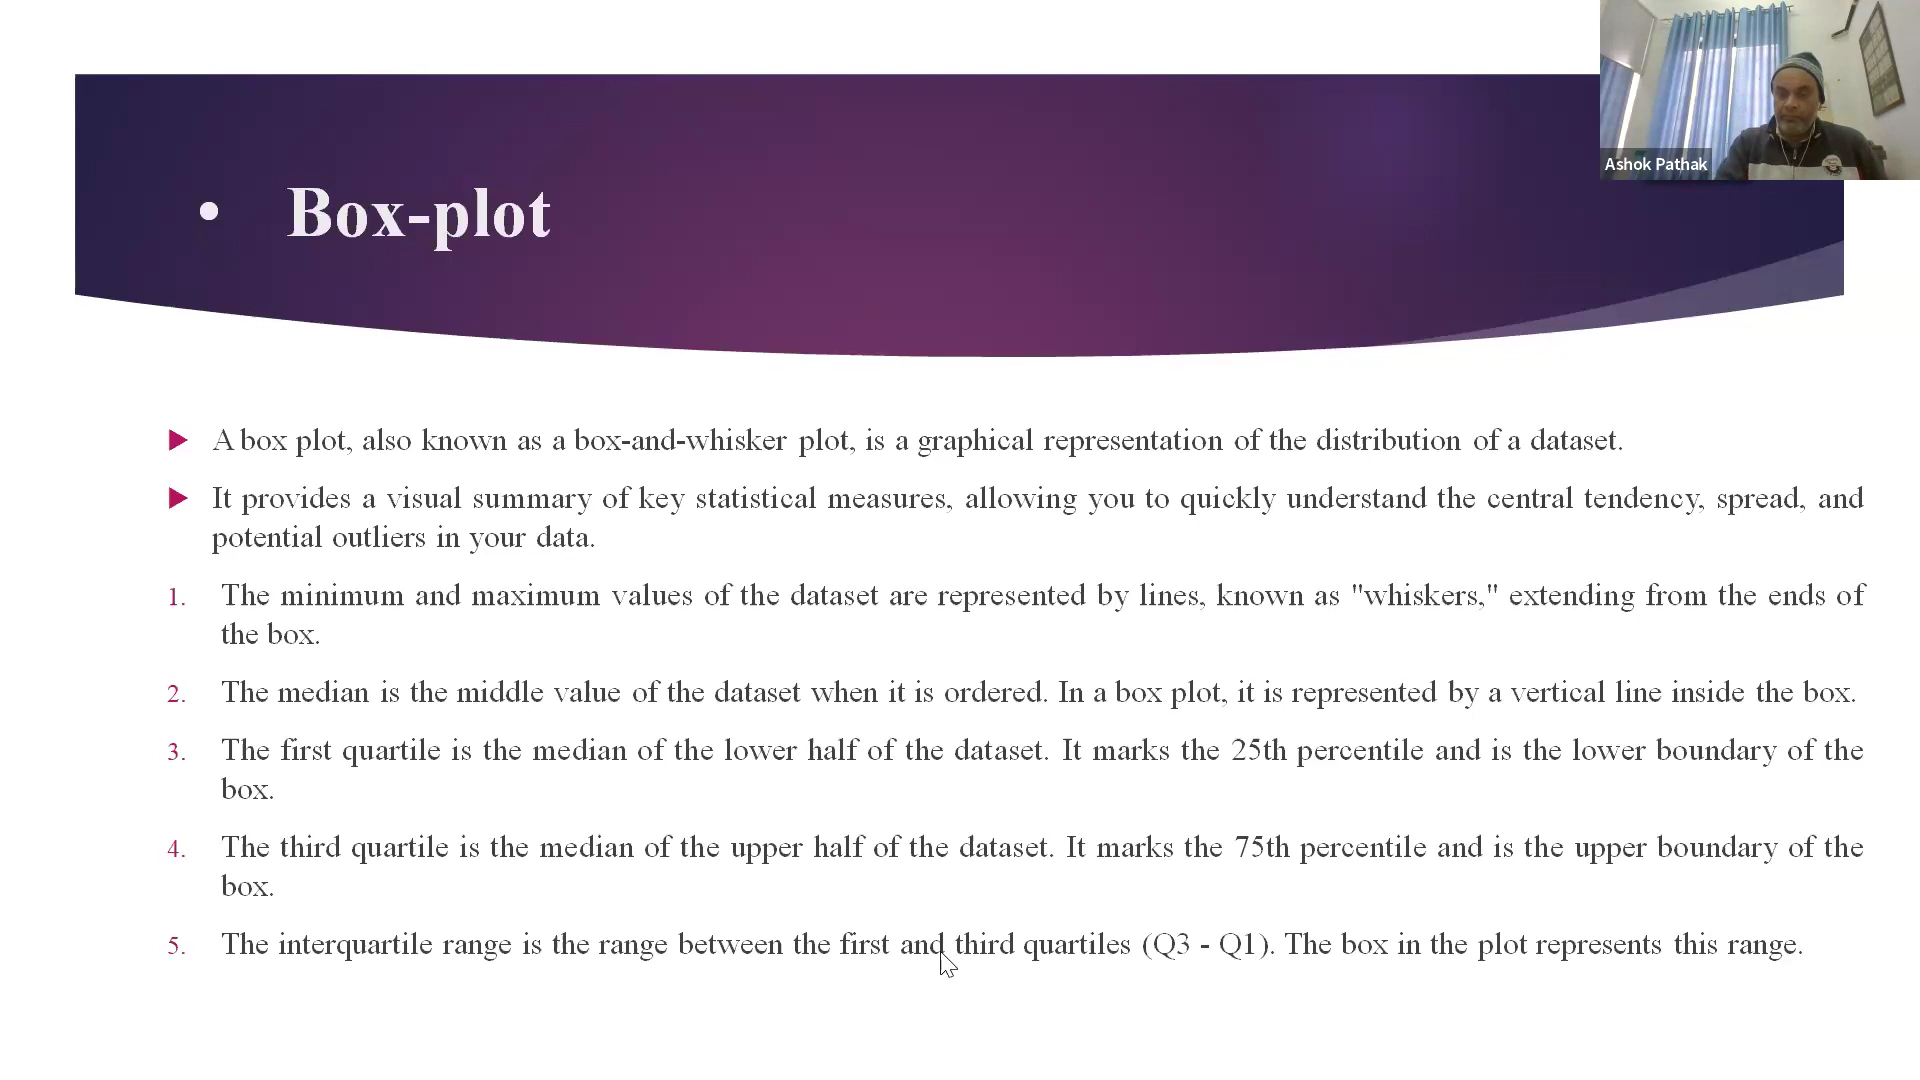 • Box-plot
Ashok Pathak
A box plot, also known as a box-and-whisker plot, is a graphical representation of the distribution of a dataset.
It provides a visual summary of key statistical measures, allowing you to quickly understand the central tendency, spread, and
potential outliers in your data.
1. The minimum and maximum values of the dataset are represented by lines, known as "whiskers," extending from the ends of
the box.
2. The median is the middle value of the dataset when it is ordered. In a box plot, it is represented by a vertical line inside the box.
3. The first quartile is the median of the lower half of the dataset. It marks the 25th percentile and is the lower boundary of the
box.
4. The third quartile is the median of the upper half of the dataset. It marks the 75th percentile and is the upper boundary of the
box.
5. The interquartile range is the range between the first and third quartiles (Q3 - Q1). The box in the plot represents this range.